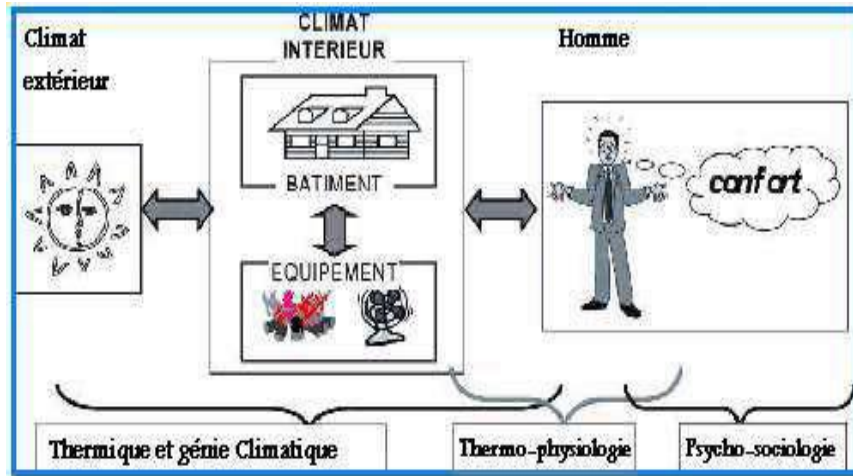 Climat
extérieur
CLIMAT
INTERIEUR
Homme
BATIMENT
confort
EQUIPEMENT
Thermique et génie Climatique
Thermo-physiologie
Psycho-sociologie